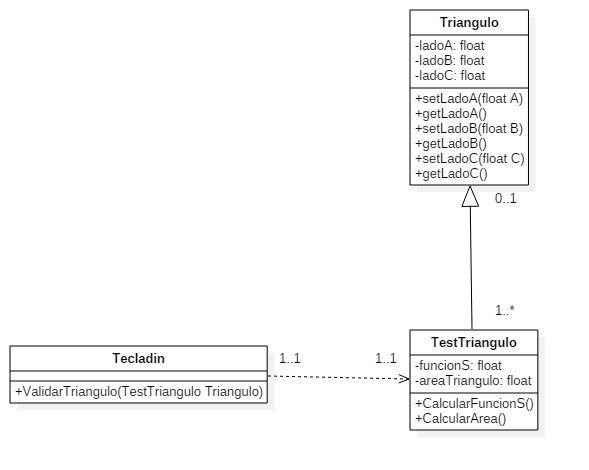 Triangulo
-ladoA: float
-ladoB: float
-ladoC: float
+setLadoA(float A)
+getLadoA()
+setLadoB(float B)
+getLadoB()
+setLadoC(float C)
+getLadoC()
0..1
1..*
TestTriangulo
-funcionS: float
-areaTriangulo: float
+CalcularFuncionS()
+CalcularArea()
Tecladin
+ValidarTriangulo(TestTriangulo Triangulo)
1..1
1..1